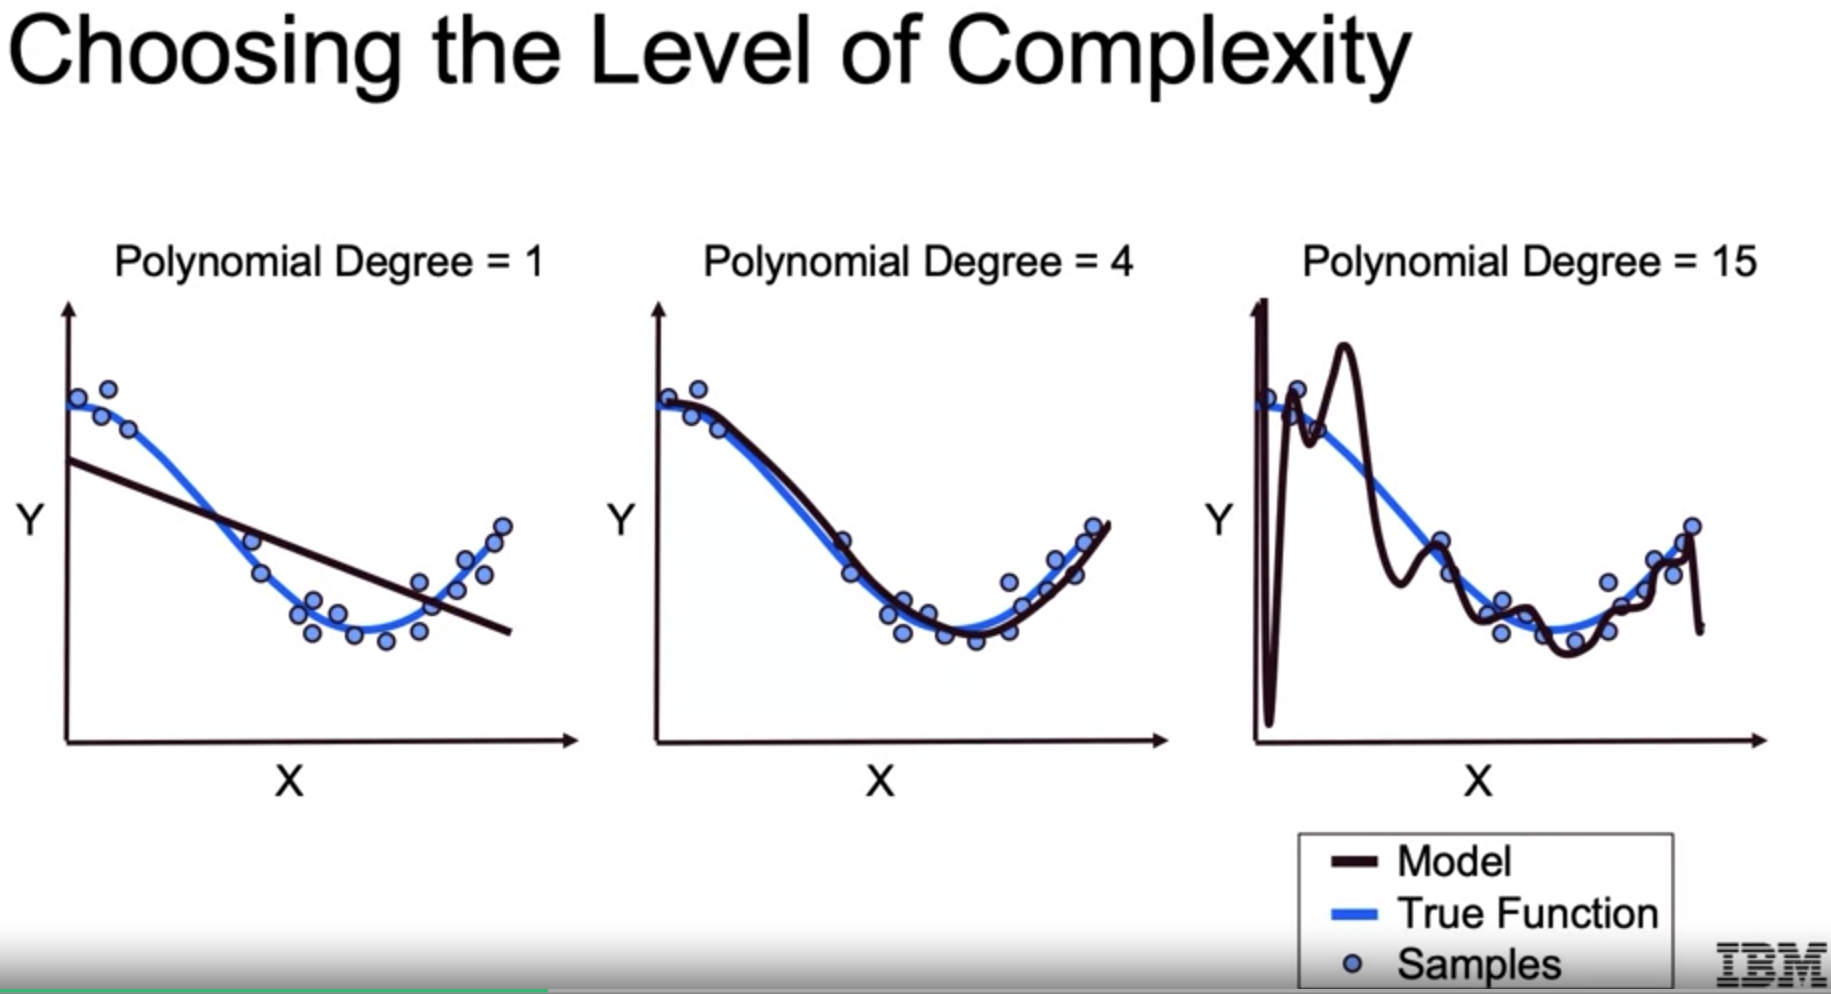 Choosing the Level of Complexity
Polynomial Degree = 1
Polynomial Degree = 4
Polynomial Degree = 15
Y
Y
Y
X
X
X
Model
True Function
Samples
IBM